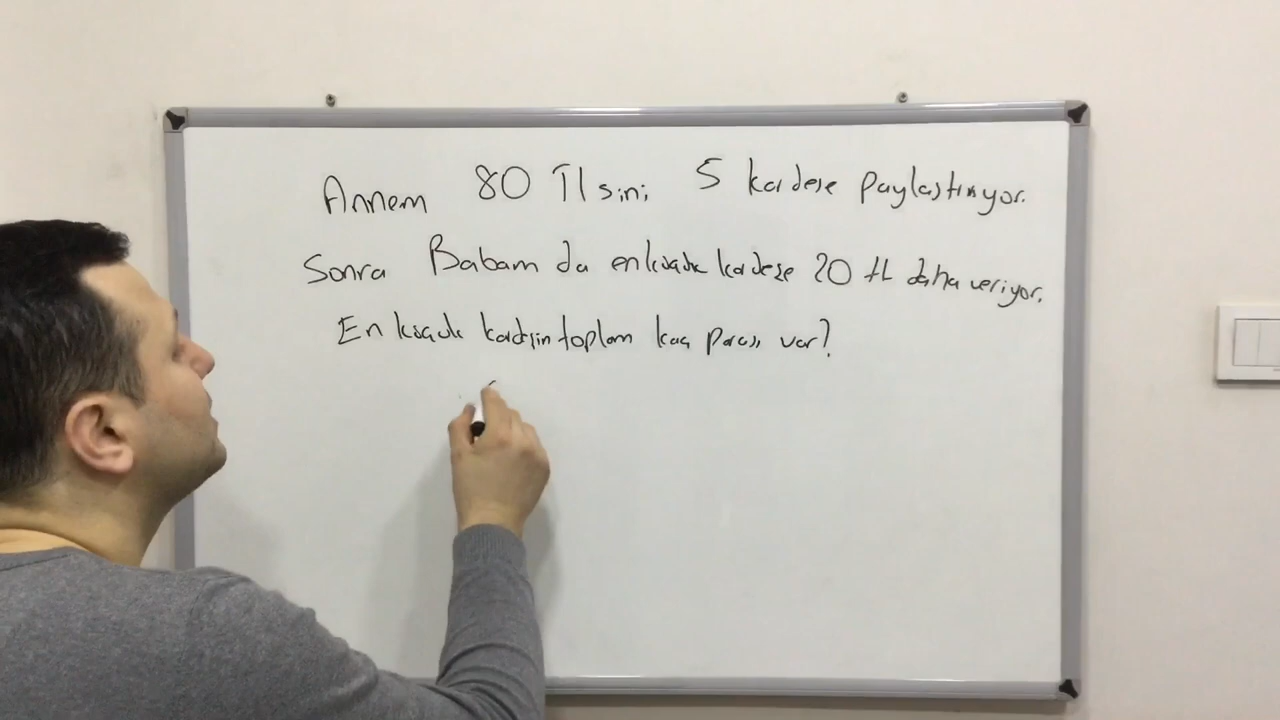 Annem 80 Tl sini 5 kardeşe paylaştırıyor.
Sonra Babam da en küçük kardeşe 20 tL daha veriyor.
En küçük kardeşin toplam kaç parası var?